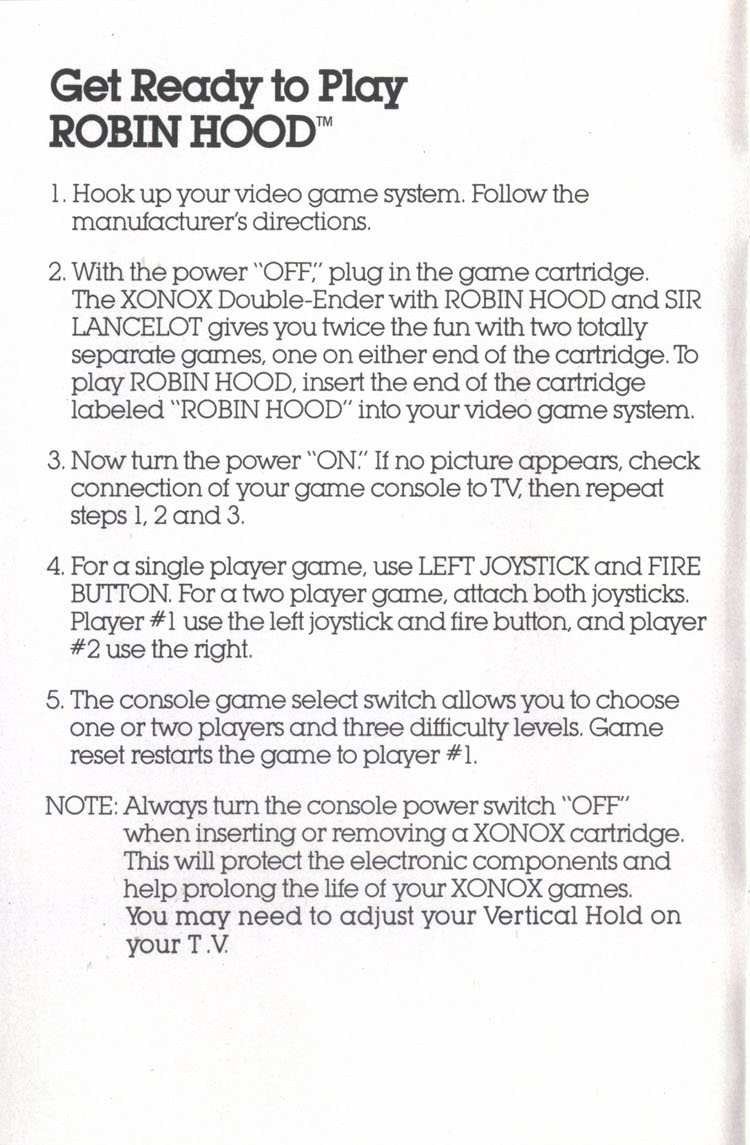 Get Ready to Play
ROBIN HOOD™
1. Hook up your video game system. Follow the
manufacturer's directions.
2. With the power "OFF," plug in the game cartridge.
The XONOX Double-Ender with ROBIN HOOD and SIR
LANCELOT gives you twice the fun with two totally
separate games, one on either end of the cartridge. To
play ROBIN HOOD, insert the end of the cartridge
labeled "ROBIN HOOD" into your video game system.
3. Now turn the power "ON." If no picture appears, check
connection of your game console to TV, then repeat
steps 1, 2 and 3.
4. For a single player game, use LEFT JOYSTICK and FIRE
BUTTON. For a two player game, attach both joysticks.
Player #1 use the left joystick and fire button, and player
#2 use the right.
5. The console game select switch allows you to choose
one or two players and three difficulty levels. Game
reset restarts the game to player #1.
NOTE: Always turn the console power switch "OFF"
when inserting or removing a XONOX cartridge.
This will protect the electronic components and
help prolong the life of your XONOX games.
You may need to adjust your Vertical Hold on
your T.V.